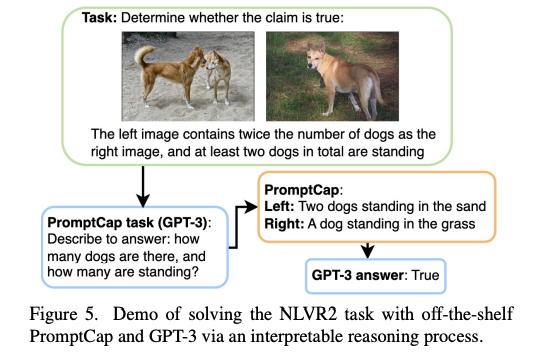 Task: Determine whether the claim is true:
The left image contains twice the number of dogs as the
right image, and at least two dogs in total are standing
PromptCap task (GPT-3):
Describe to answer: how
many dogs are there, and
how many are standing?
PromptCap:
Left: Two dogs standing in the sand
Right: A dog standing in the grass
GPT-3 answer: True
Figure 5. Demo of solving the NLVR2 task with off-the-shelf
PromptCap and GPT-3 via an interpretable reasoning process.